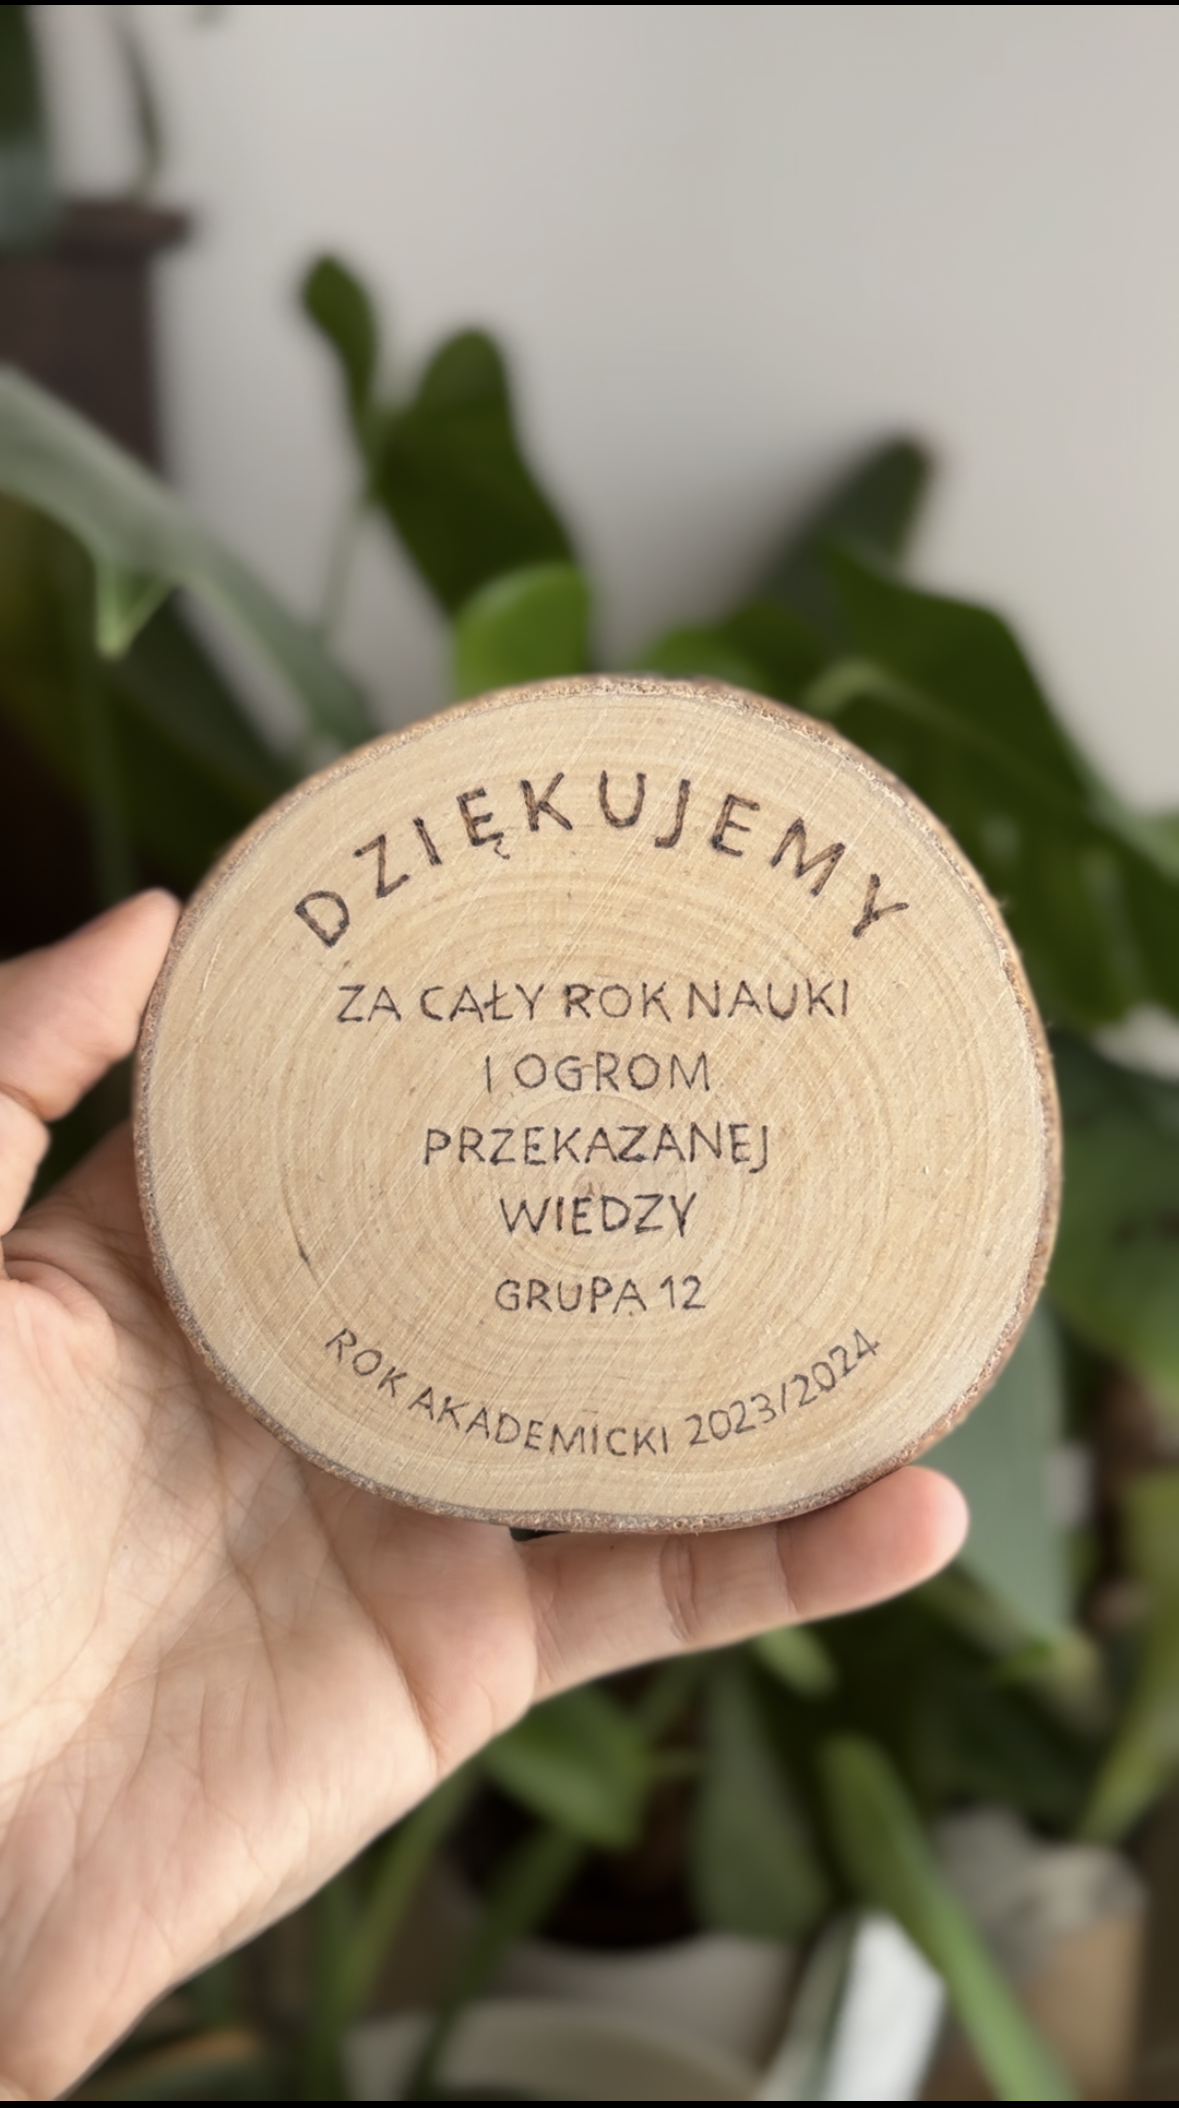 DZIĘKUJEMY
ZA CAŁY ROK NAUKI
I OGROM
PRZEKAZANEJ
WIEDZY
GRUPA 12
ROK AKADEMICKI 2023/2024